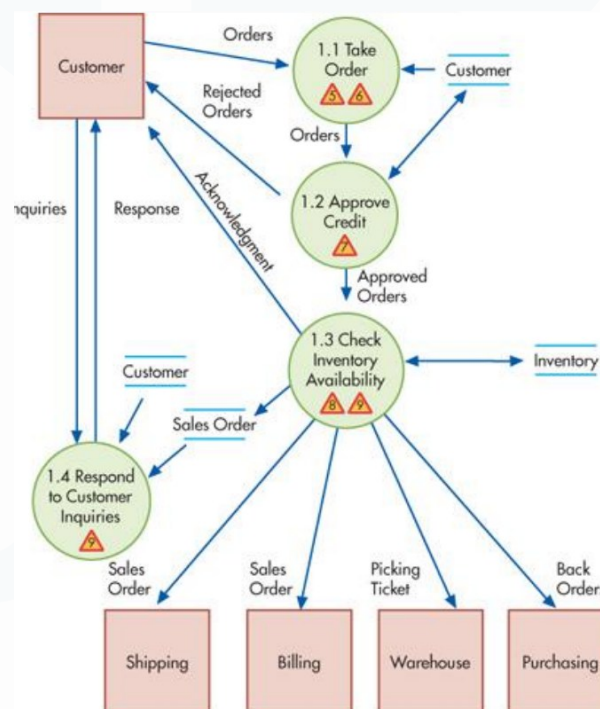 Customer
Orders
1.1 Take
Order
5 6
Customer
Rejected
Orders
Orders
1.2 Approve
Credit
7
Acknowledgment
nquiries
Response
Approved
Orders
1.3 Check
Inventory
Availability
8 9
Inventory
Customer
Sales Order
1.4 Respond
to Customer
Inquiries
9
Sales
Order
Sales
Order
Picking
Ticket
Back
Order
Shipping
Billing
Warehouse
Purchasing